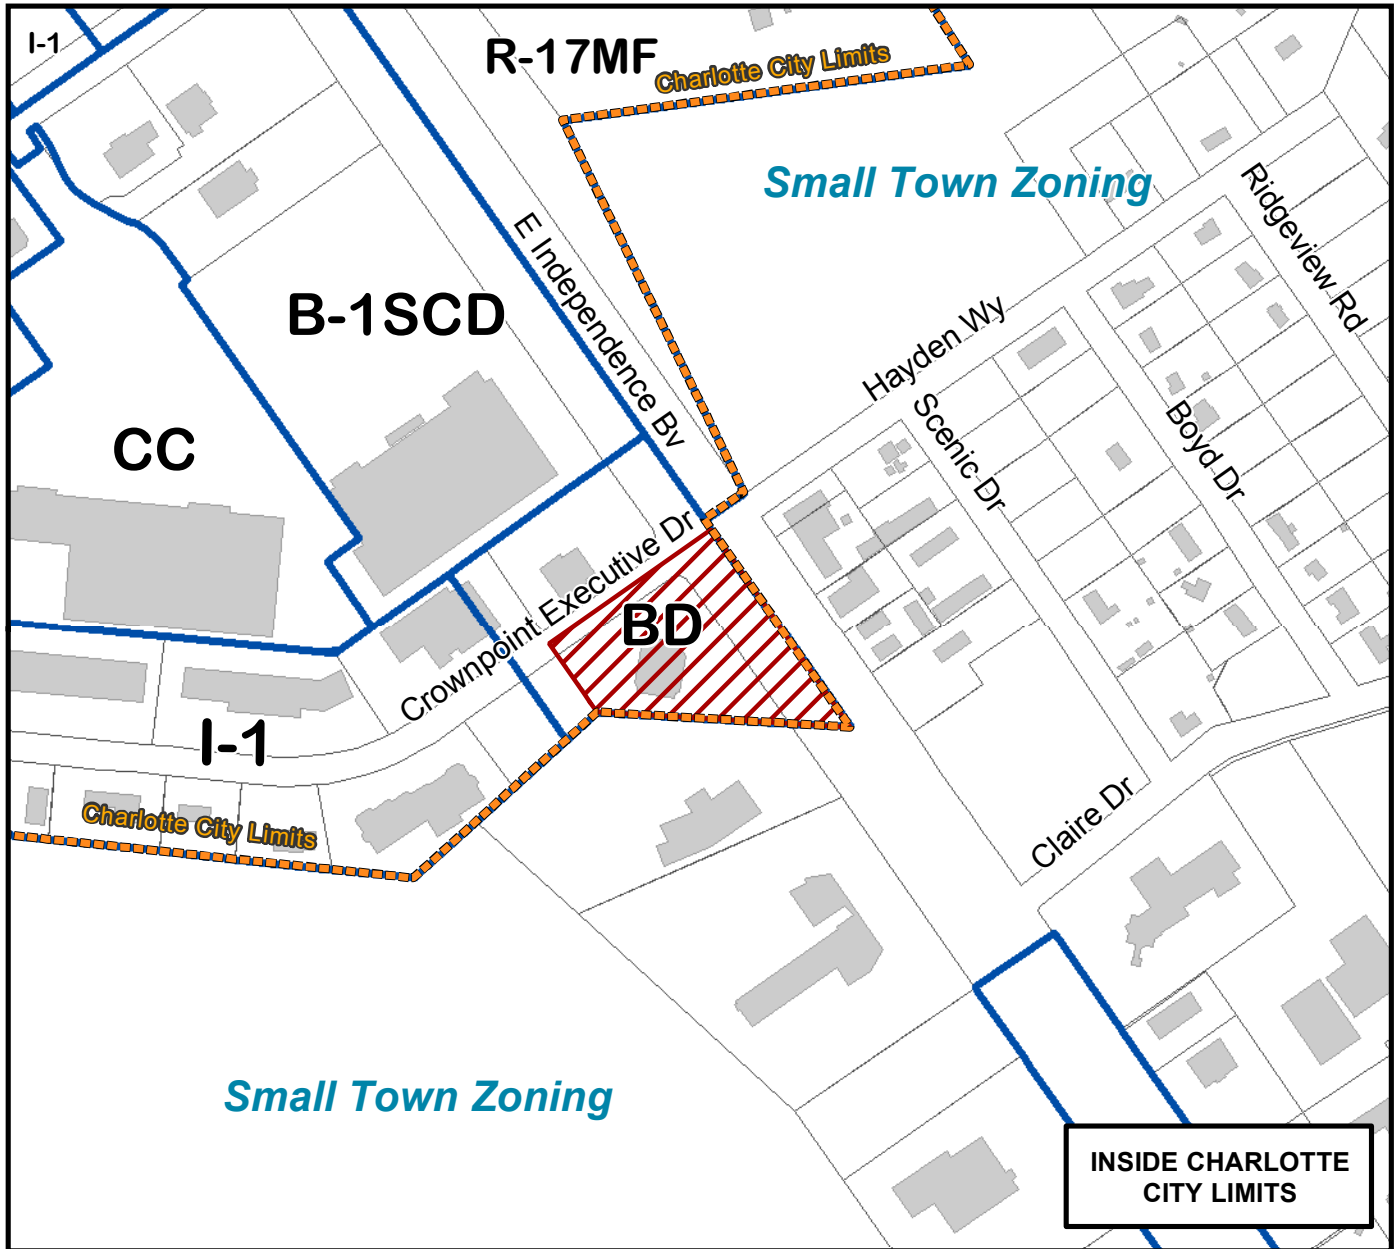 I-1
R-17MF
Charlotte City Limits
Small Town Zoning
Ridgeview Rd
E Independence Bv
B-1SCD
Hayden Wy
Scenic Dr
Boyd Dr
CC
Crownpoint Executive Dr
BD
I-1
Charlotte City Limits
Claire Dr
Small Town Zoning
INSIDE CHARLOTTE
CITY LIMITS